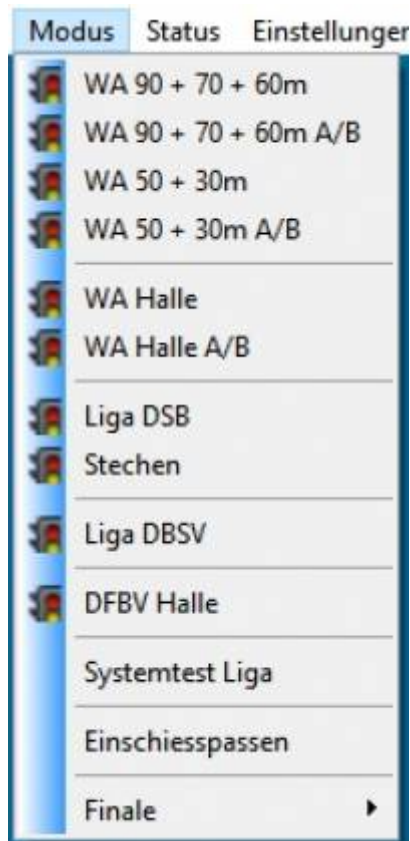 Modus Status Einstellunger
WA 90 + 70 + 60m
WA 90 + 70 + 60m A/B
WA 50 + 30m
WA 50 + 30m A/B
WA Halle
WA Halle A/B
Liga DSB
Stechen
Liga DBSV
DFBV Halle
Systemtest Liga
Einschiesspassen
Finale